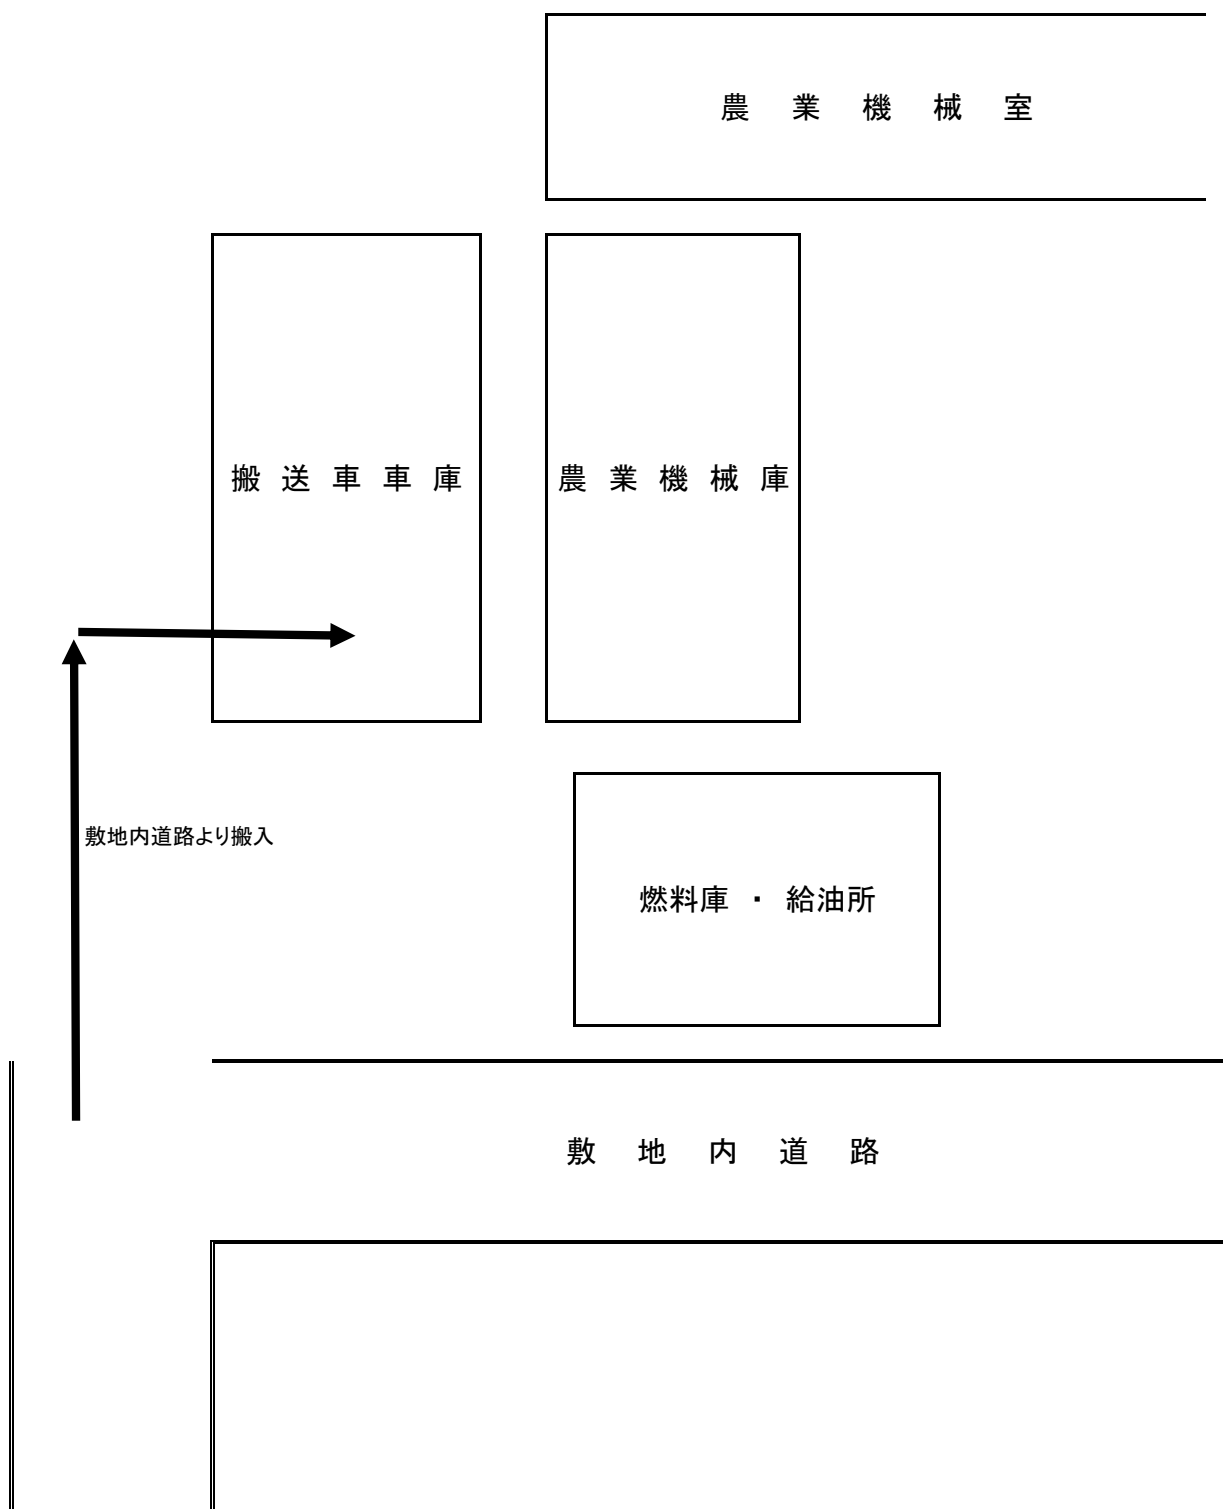 農業機械室
搬送車車庫
農業機械庫
敷地内道路より搬入
燃料庫 ・ 給油所
敷地内道路